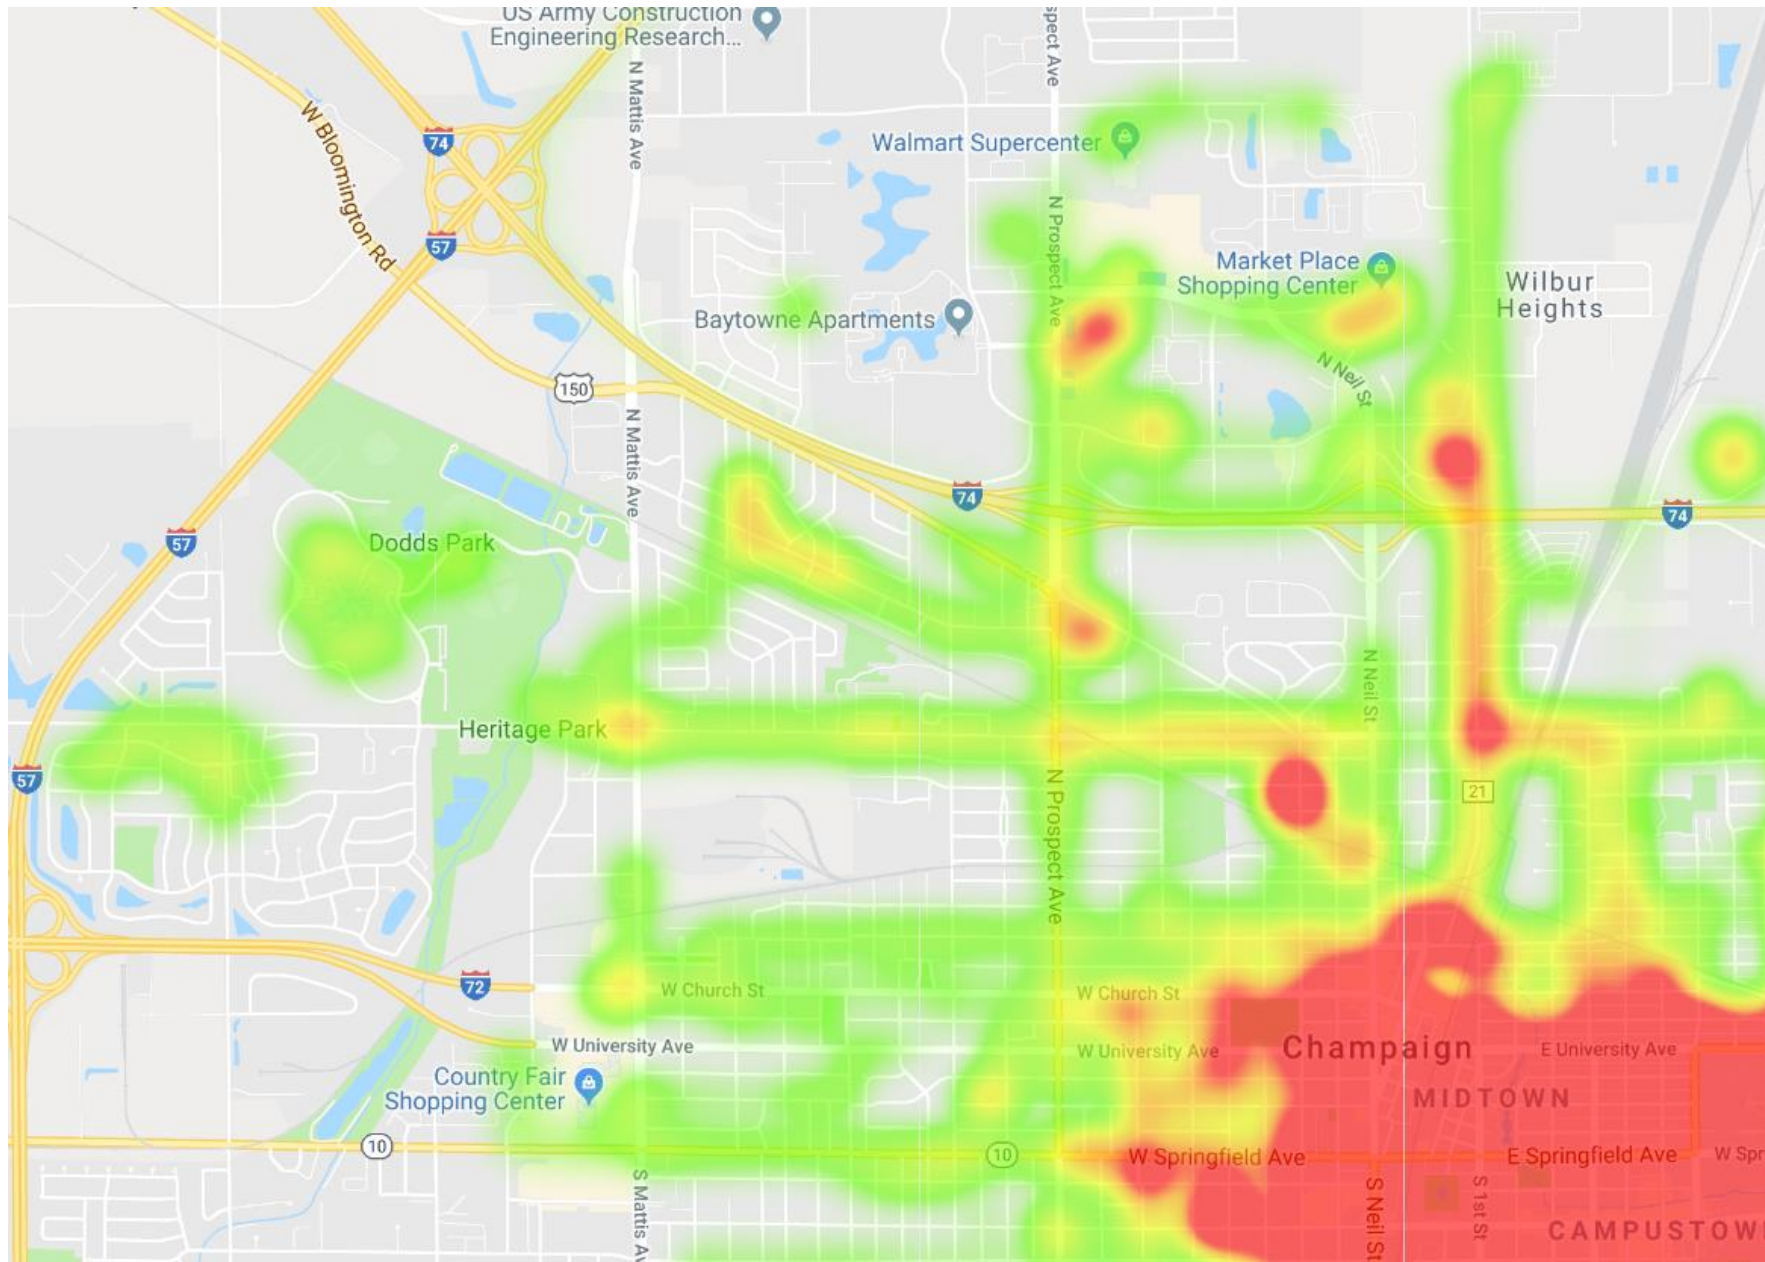 US Army Construction
Engineering Research...
N Mattis Ave
spect Ave
W Bloomington Rd
74
57
Walmart Supercenter
N Prospect Ave
Market Place
Shopping Center
Wilbur
Heights
Baytowne Apartments
150
N Neil St
N Mattis Ave
74
74
57
Dodds Park
N Neil St
Heritage Park
57
N Prospect Ave
21
72
W Church St
W Church St
W University Ave
W University Ave
Champaign
E University Ave
Country Fair
Shopping Center
MIDTOWN
10
10
W Springfield Ave
E Springfield Ave
W Spr
S Mattis Av
S Neil St
S 1st St
CAMPUSTOW